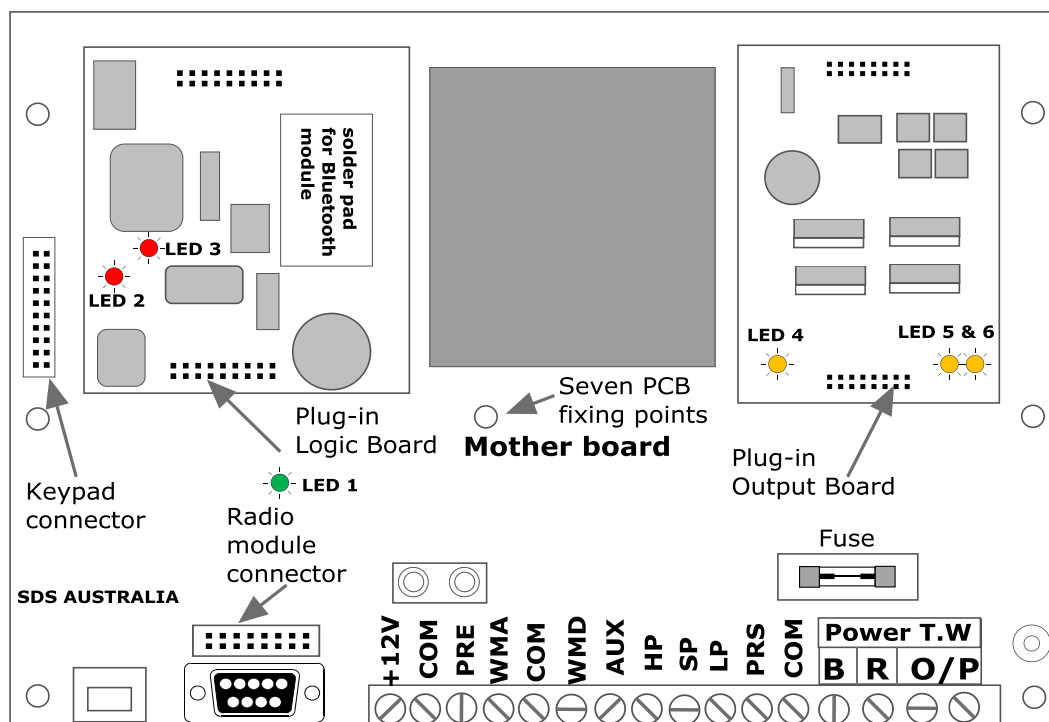 solder pad
for Bluetooth
module
LED 3
LED 2
LED 4
LED 5 & 6
Seven PCB
fixing points
Plug-in
Logic Board
Mother board
Plug-in
Output Board
LED 1
Keypad
connector
Radio
module
connector
Fuse
SDS AUSTRALIA
+12V
COM
PRE
WMA
COM
WMD
AUX
HP
SP
LP
PRS
COM
Power T.W
B R O/P